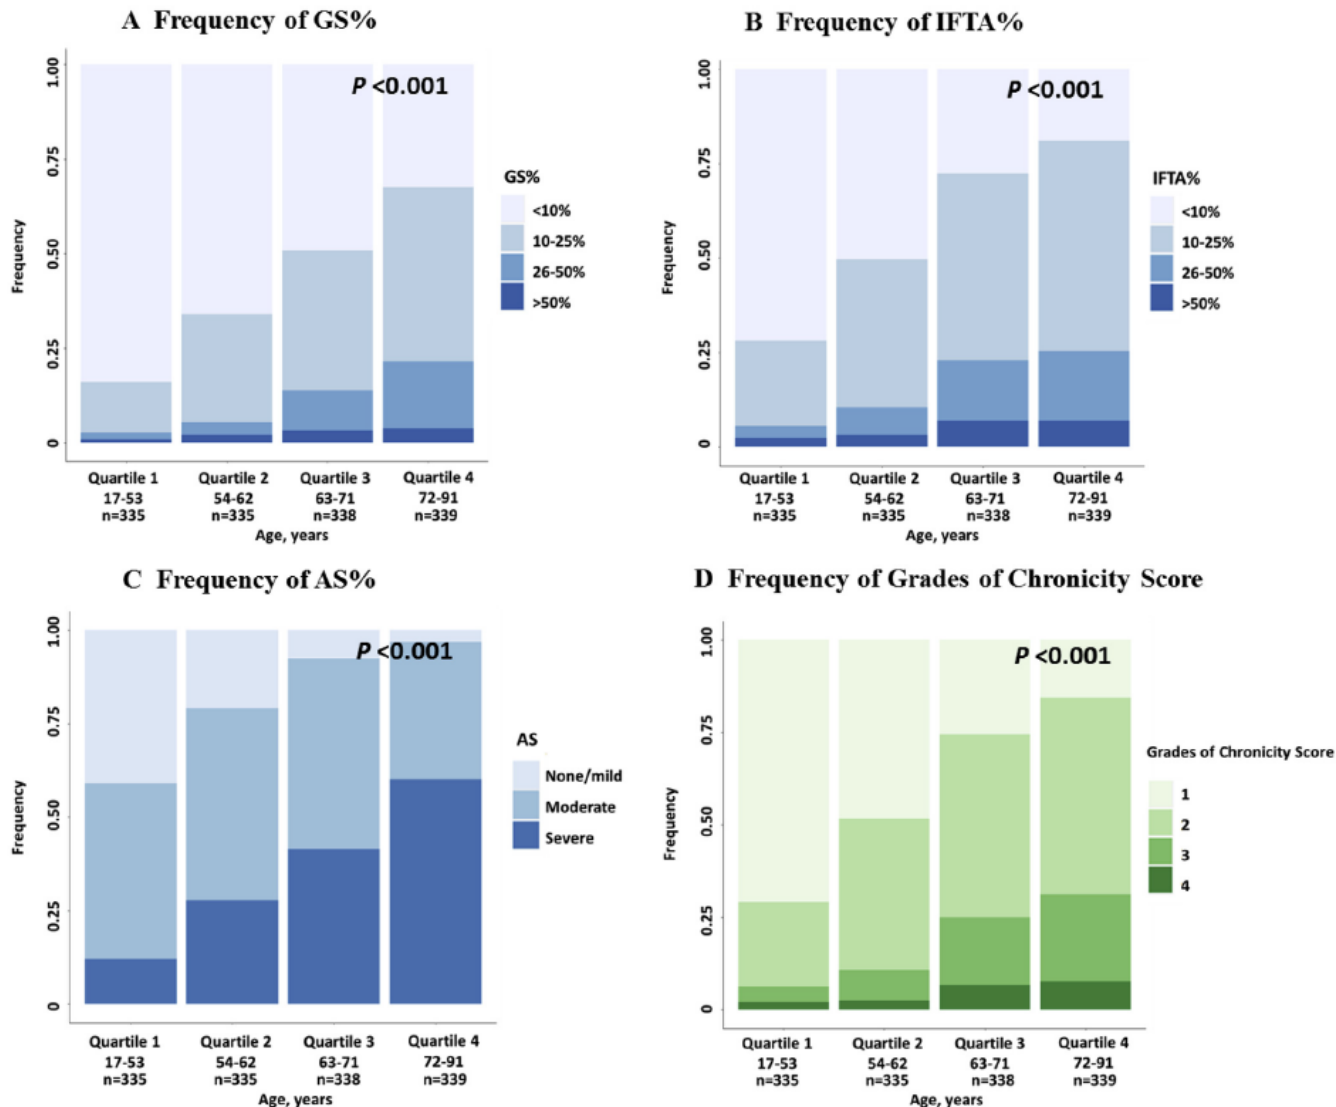 A Frequency of GS%
P <0.001
1.00
0.75
0.50
0.25
0
Frequency
GS%
<10%
10-25%
26-50%
>50%
Quartile 1 Quartile 2 Quartile 3 Quartile 4
17-53 54-62 63-71 72-91
n=335 n=335 n=338 n=339
Age, years
B Frequency of IFTA%
P <0.001
1.00
0.75
0.50
0.25
0
Frequency
IFTA%
<10%
10-25%
26-50%
>50%
Quartile 1 Quartile 2 Quartile 3 Quartile 4
17-53 54-62 63-71 72-91
n=335 n=335 n=338 n=339
Age, years
C Frequency of AS%
P <0.001
1.00
0.75
0.50
0.25
0
Frequency
AS
None/mild
Moderate
Severe
Quartile 1 Quartile 2 Quartile 3 Quartile 4
17-53 54-62 63-71 72-91
n=335 n=335 n=338 n=339
Age, years
D Frequency of Grades of Chronicity Score
P <0.001
1.00
0.75
0.50
0.25
0
Frequency
Grades of Chronicity Score
1
2
3
4
Quartile 1 Quartile 2 Quartile 3 Quartile 4
17-53 54-62 63-71 72-91
n=335 n=335 n=338 n=339
Age, years